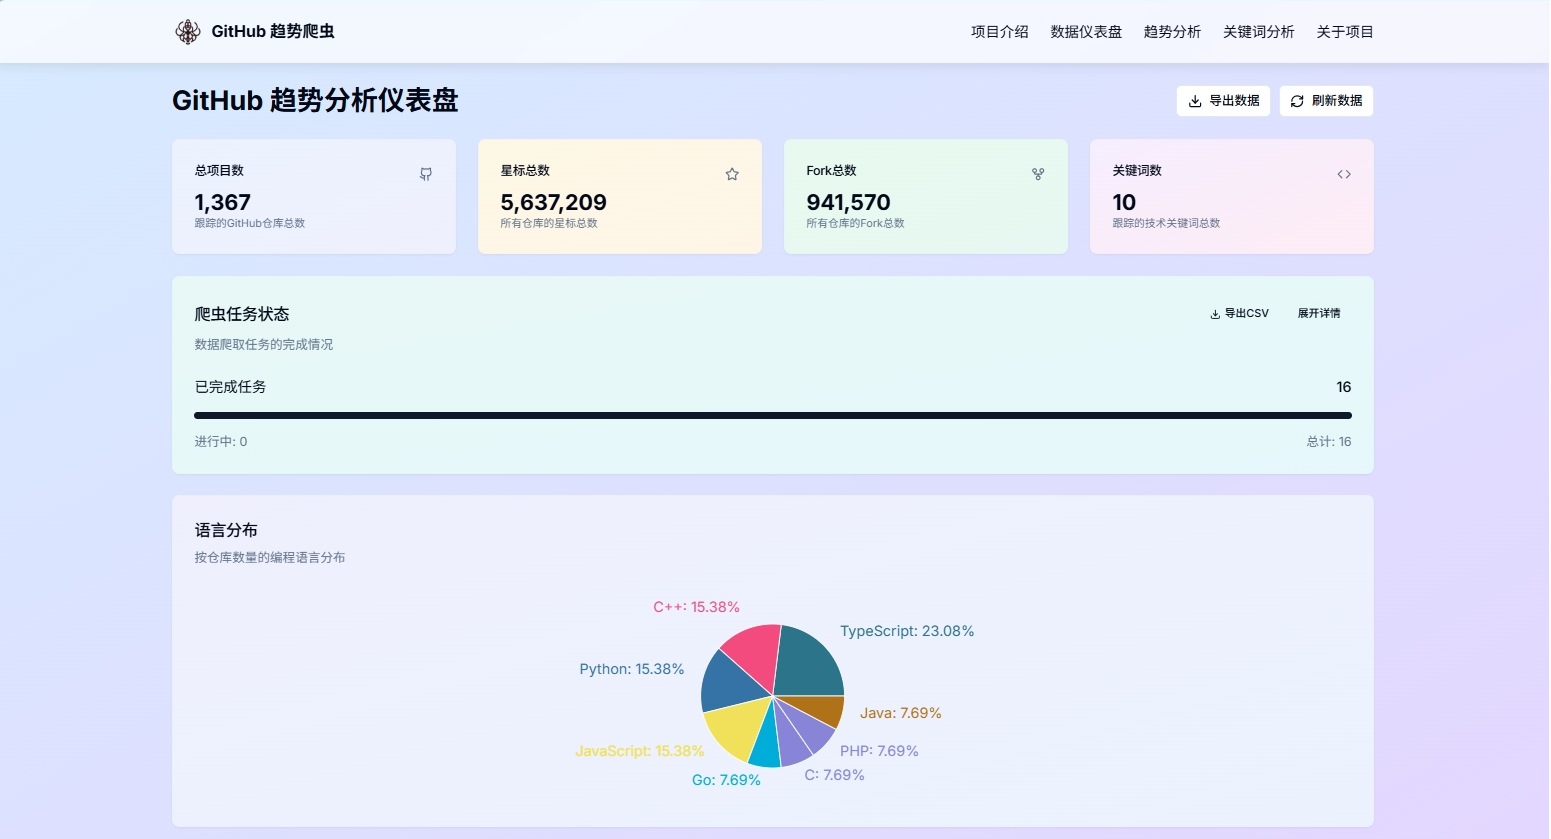 GitHub 趋势爬虫
项目介绍 数据仪表盘 趋势分析 关键词分析 关于项目
GitHub 趋势分析仪表盘
导出数据 刷新数据
总项目数
1,367
跟踪的GitHub仓库总数
星标总数
5,637,209
所有仓库的星标总数
Fork总数
941,570
所有仓库的Fork总数
关键词数
10
跟踪的技术关键词总数
爬虫任务状态
导出CSV 展开详情
数据爬取任务的完成情况
已完成任务 16
进行中: 0 总计: 16
语言分布
按仓库数量的编程语言分布
C++: 15.38%
TypeScript: 23.08%
Python: 15.38%
Java: 7.69%
JavaScript: 15.38%
PHP: 7.69%
Go: 7.69%
C: 7.69%